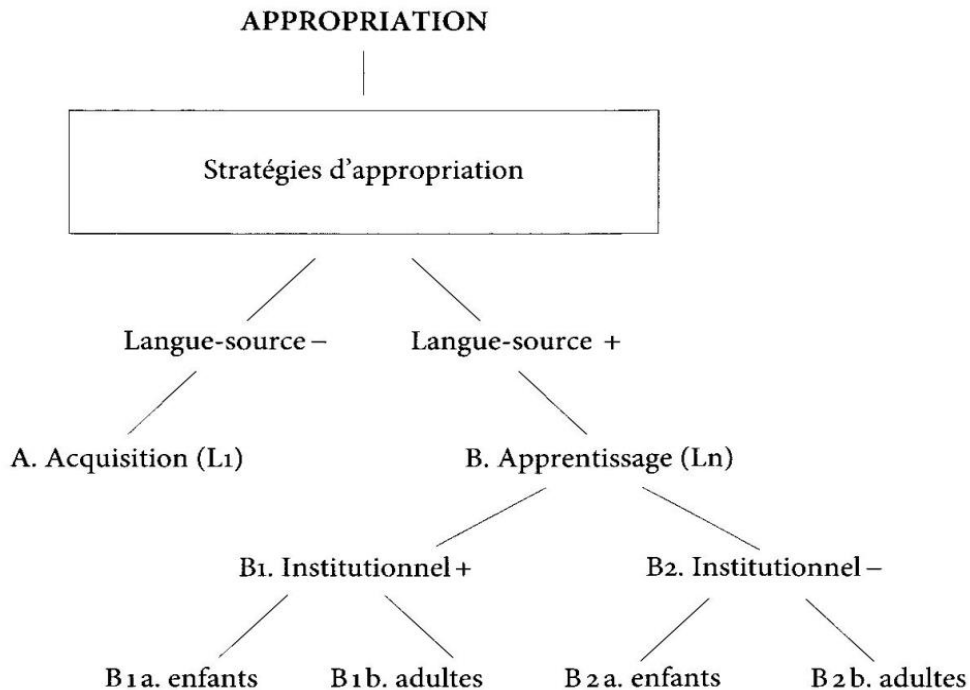 APPROPRIATION
Stratégies d'appropriation
Langue-source – Langue-source +
A. Acquisition (L1) B. Apprentissage (Ln)
B1. Institutionnel + B2. Institutionnel –
B1a. enfants B1b. adultes B2a. enfants B2b. adultes